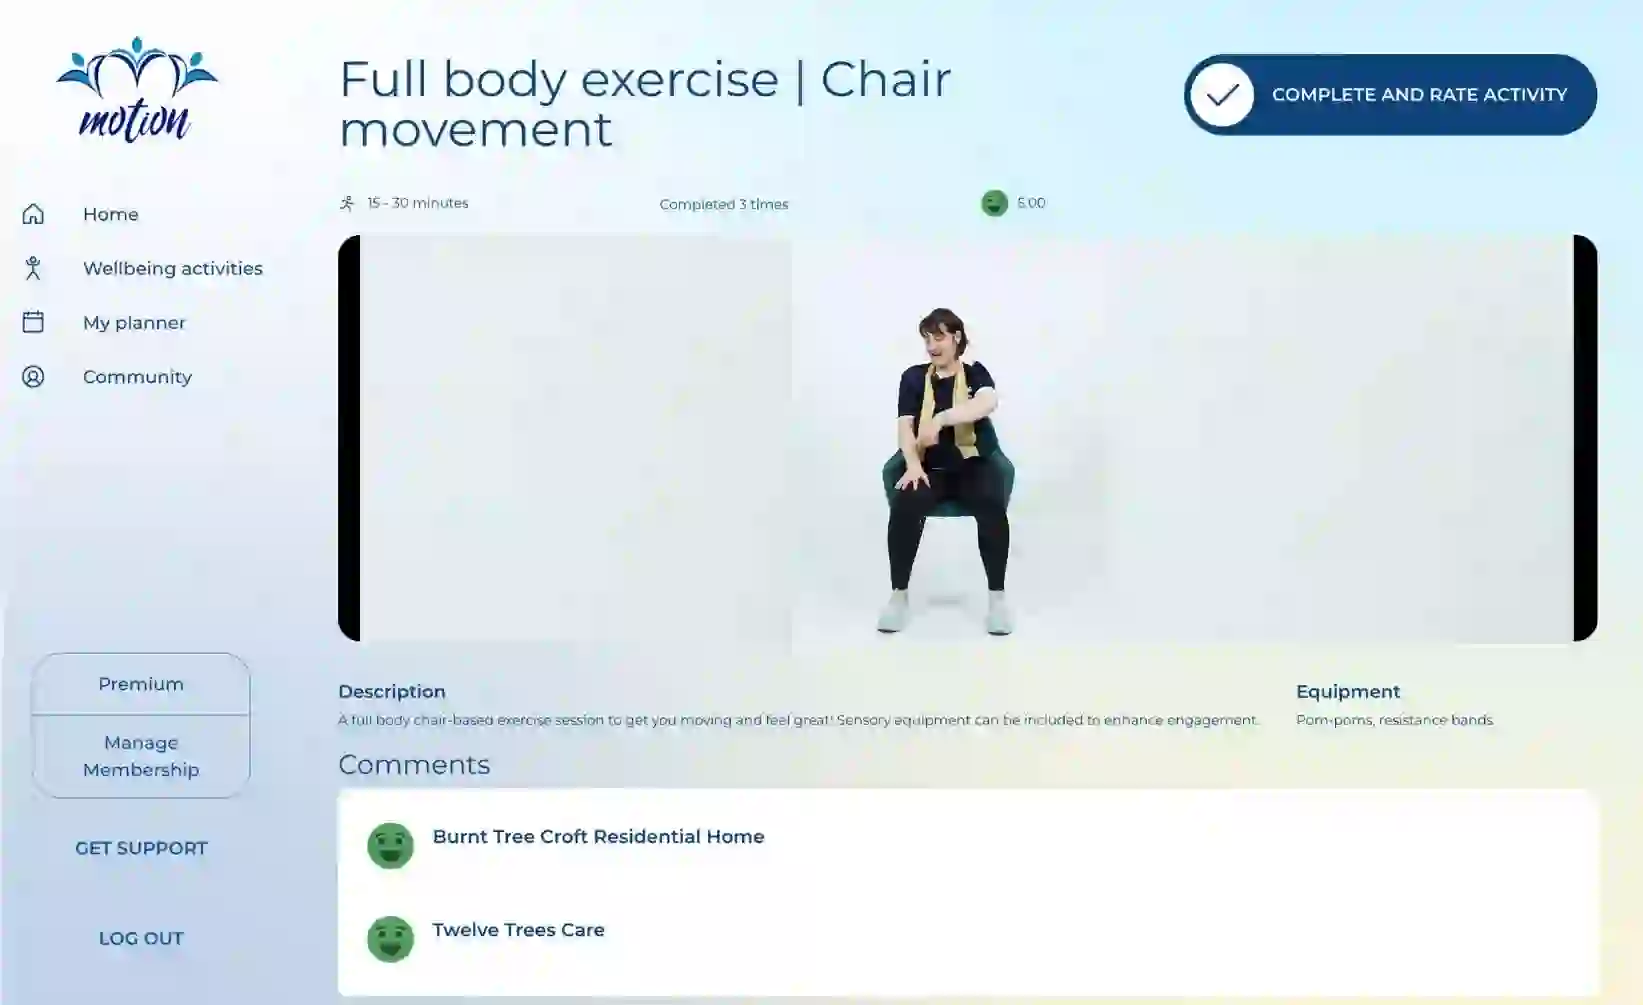 motion
Full body exercise | Chair
movement
COMPLETE AND RATE ACTIVITY
15 - 30 minutes
Completed 3 times
5.00
Home
Wellbeing activities
My planner
Community
Description
A full body chair-based exercise session to get you moving and feel great! Sensory equipment can be included to enhance engagement.
Equipment
Pom-poms, resistance bands
Premium
Manage
Membership
GET SUPPORT
LOG OUT
Comments
Burnt Tree Croft Residential Home
Twelve Trees Care